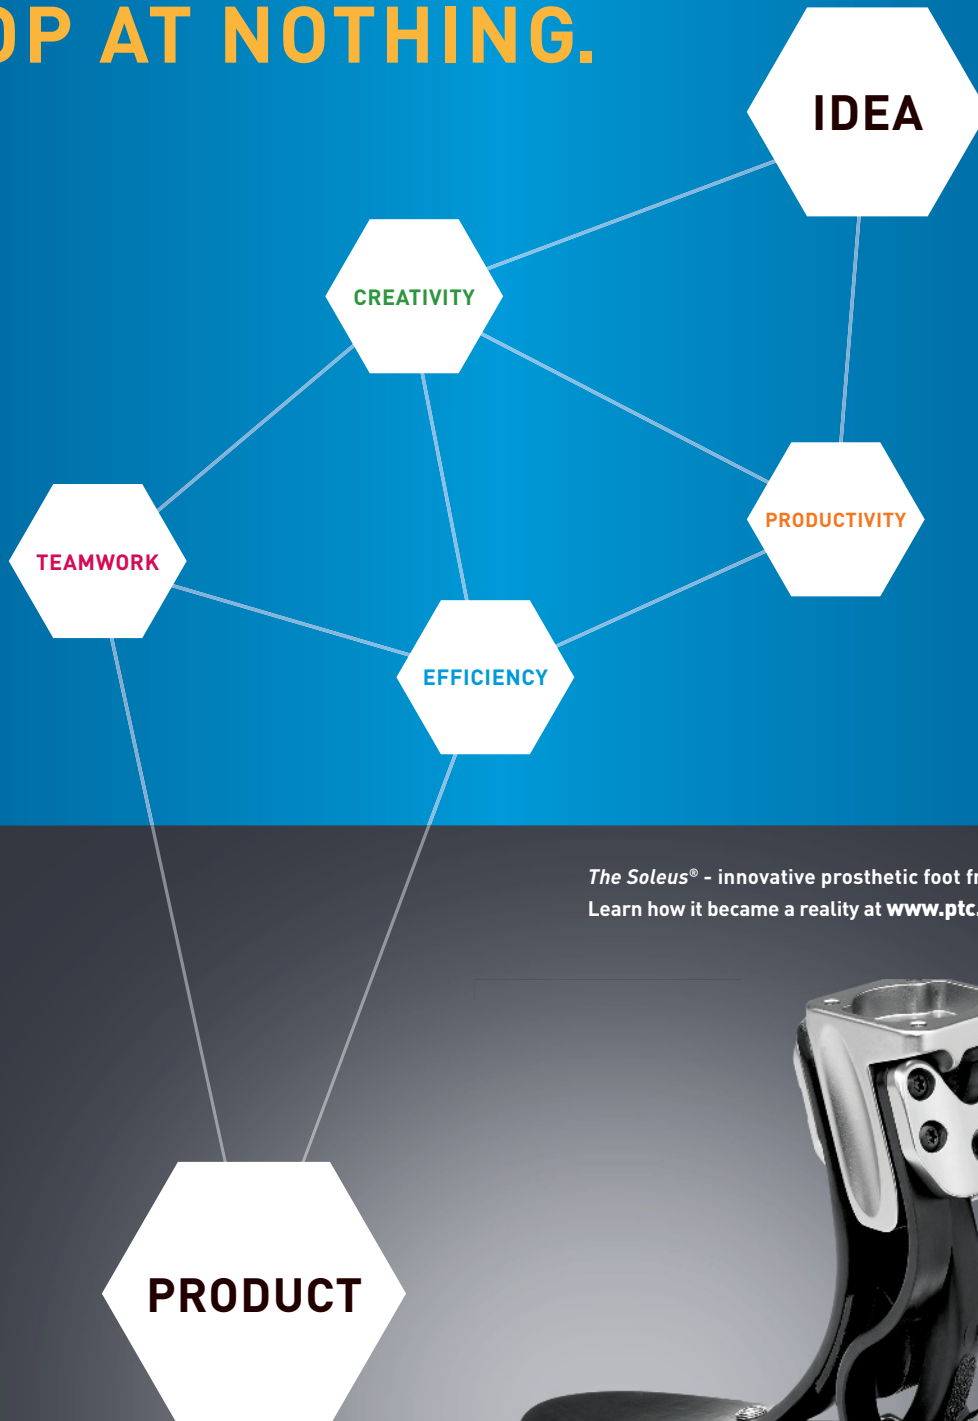 AT NOTHING.
IDEA
CREATIVITY
PRODUCTIVITY
TEAMWORK
EFFICIENCY
The Soleus® - innovative prosthetic foot
Learn how it became a reality at www.ptc.
PRODUCT